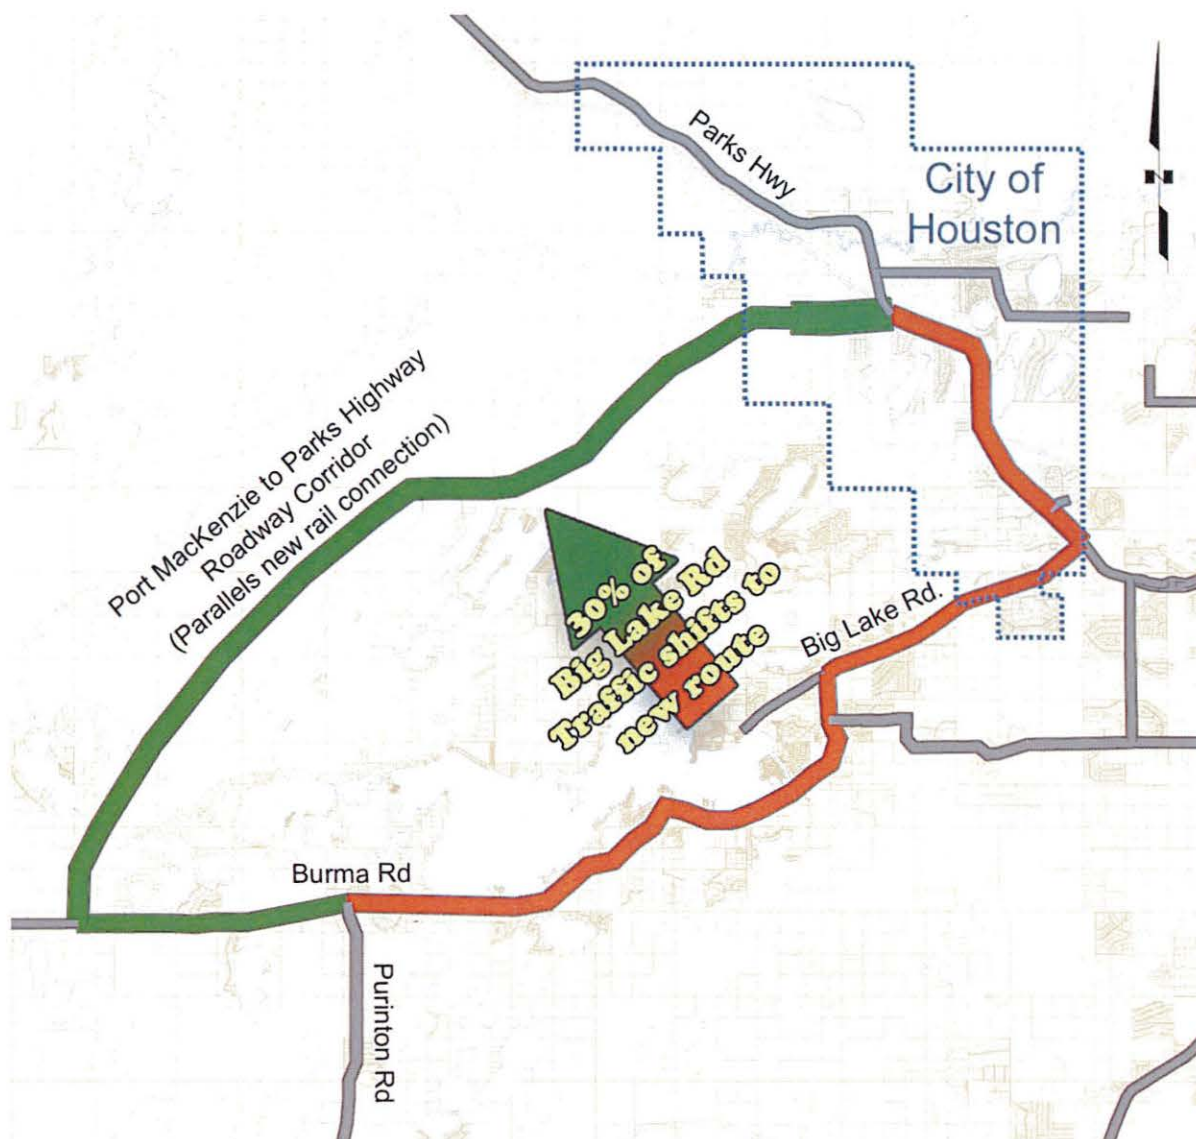 Parks Hwy
City of
Houston
N
Port MacKenzie to Parks Highway
Roadway Corridor
(Parallels new rail connection)
30% of
Big Lake Rd
Traffic shifts to
new route
Big Lake Rd.
Burma Rd
Purinton Rd